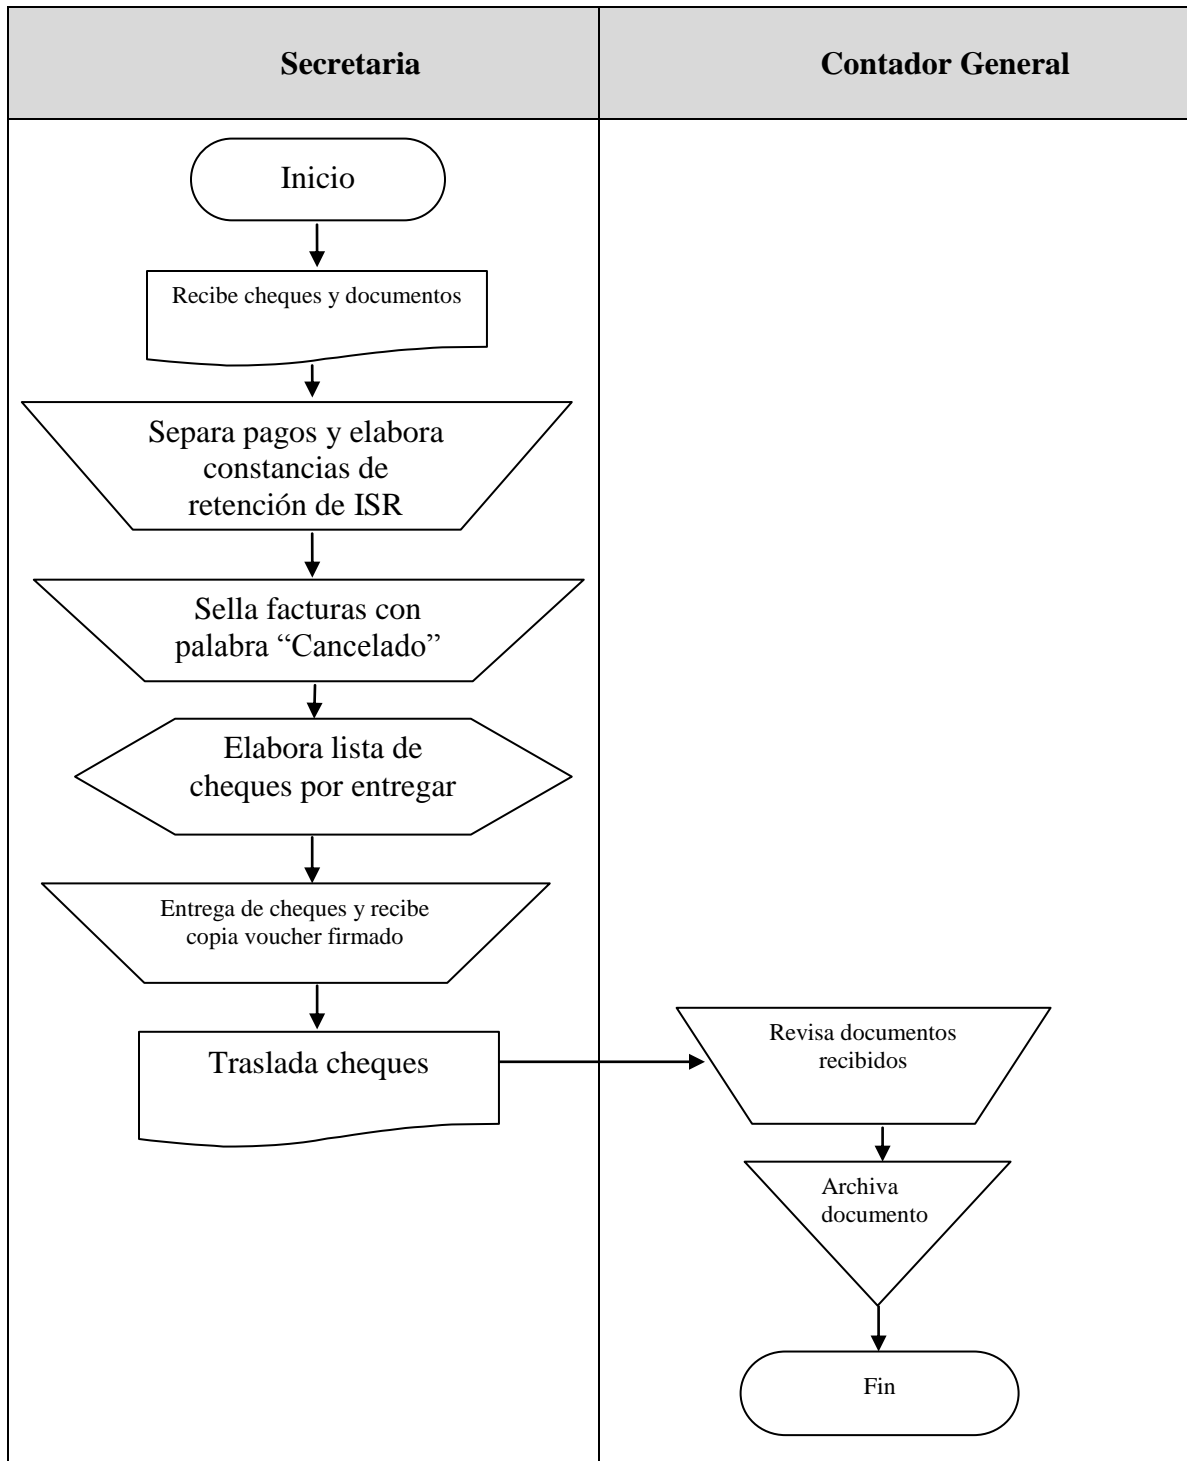 Secretaria
Contador General
Inicio
Recibe cheques y documentos
Separa pagos y elabora
constancias de
retención de ISR
Sella facturas con
palabra “Cancelado”
Elabora lista de
cheques por entregar
Entrega de cheques y recibe
copia voucher firmado
Traslada cheques
Revisa documentos
recibidos
Archiva
documento
Fin